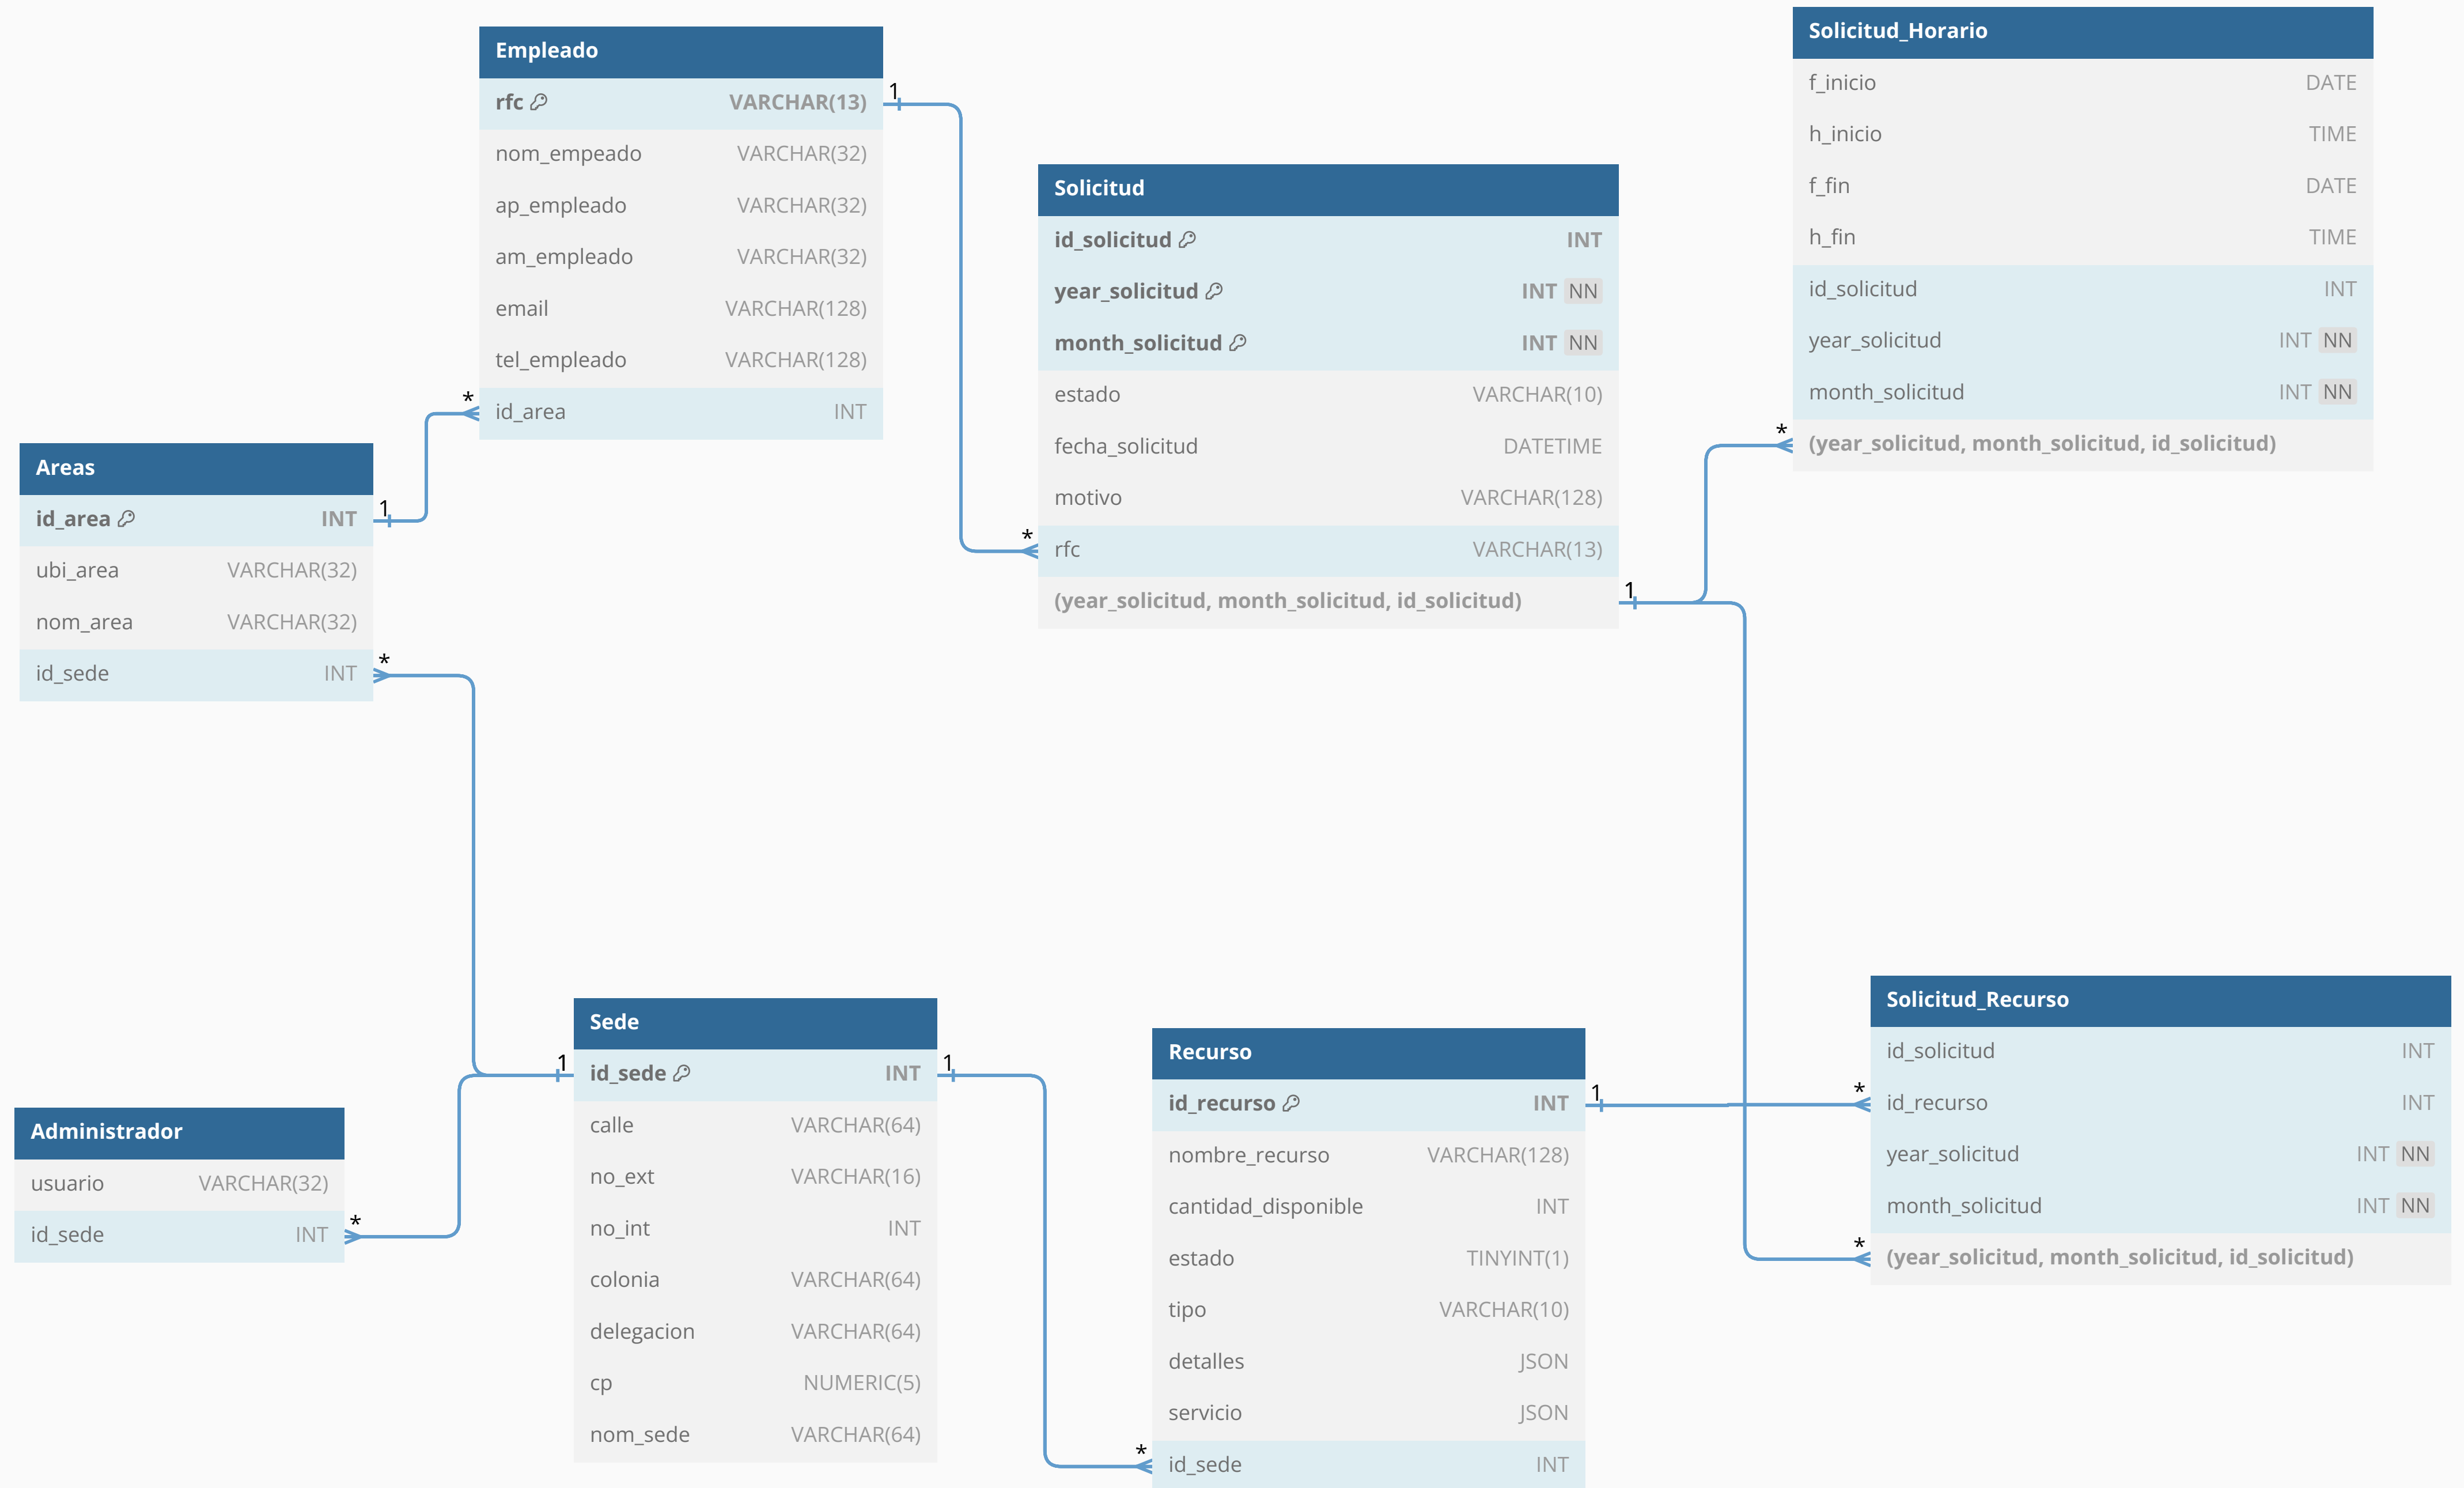 Empleado
rfc VARCHAR(13)
nom_empeado VARCHAR(32)
ap_empleado VARCHAR(32)
am_empleado VARCHAR(32)
email VARCHAR(128)
tel_empleado VARCHAR(128)
id_area INT
1
*
Solicitud_Horario
f_inicio DATE
h_inicio TIME
f_fin DATE
h_fin TIME
id_solicitud INT
year_solicitud INT NN
month_solicitud INT NN
(year_solicitud, month_solicitud, id_solicitud)
*
Solicitud
id_solicitud INT
year_solicitud INT NN
month_solicitud INT NN
estado VARCHAR(10)
fecha_solicitud DATETIME
motivo VARCHAR(128)
rfc VARCHAR(13)
(year_solicitud, month_solicitud, id_solicitud)
*
1
Areas
id_area INT
ubi_area VARCHAR(32)
nom_area VARCHAR(32)
id_sede INT
1
*
Administrador
usuario VARCHAR(32)
id_sede INT
*
Sede
id_sede INT
calle VARCHAR(64)
no_ext VARCHAR(16)
no_int INT
colonia VARCHAR(64)
delegacion VARCHAR(64)
cp NUMERIC(5)
nom_sede VARCHAR(64)
1
1
Recurso
id_recurso INT
nombre_recurso VARCHAR(128)
cantidad_disponible INT
estado TINYINT(1)
tipo VARCHAR(10)
detalles JSON
servicio JSON
id_sede INT
1
*
Solicitud_Recurso
id_solicitud INT
id_recurso INT
year_solicitud INT NN
month_solicitud INT NN
(year_solicitud, month_solicitud, id_solicitud)
*
*